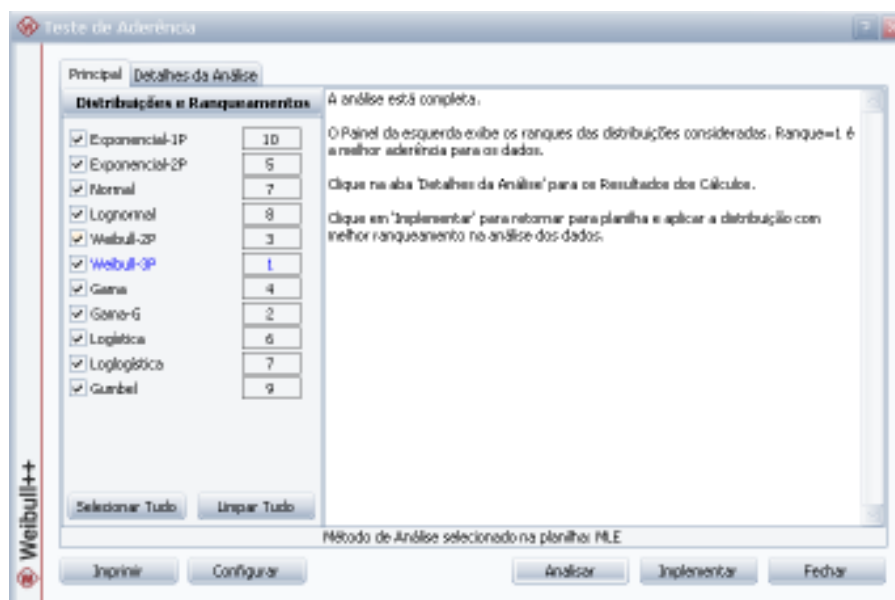 Teste de Aderência
Principal
Detalhes da Análise
Distribuições e Ranqueamentos
Exponencial-1P 10
Exponencial-2P 5
Normal 7
Lognormal 8
Weibull-2P 3
Weibull-3P 1
Gama 4
Gama-G 2
Logística 6
Loglogística 7
Gumbel 9
Selecionar Tudo
Limpar Tudo
A análise está completa.
O Painel da esquerda exibe os ranques das distribuições consideradas. Ranque=1 é
a melhor aderência para os dados.
Clique na aba 'Detalhes da Análise' para os Resultados dos Cálculos.
Clique em 'Implementar' para retornar para planilha e aplicar a distribuição com
melhor ranqueamento na análise dos dados.
Método de Análise selecionado na planilha: MLE
Imprimir
Configurar
Analisar
Implementar
Fechar
Weibull++